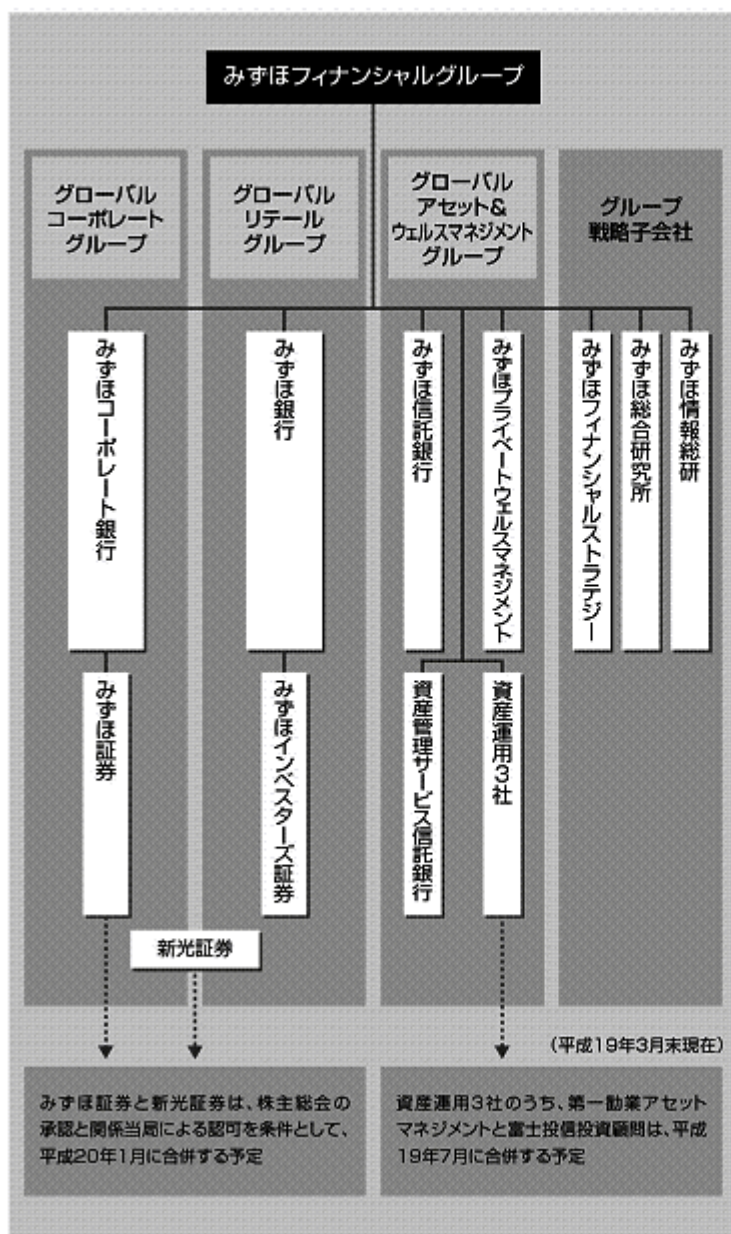 みずほフィナンシャルグループ
グローバル
コーポレート
グループ
グローバル
リテール
グループ
グローバル
アセット&
ウェルスマネジメント
グループ
グループ
戦略子会社
みずほコーポレート銀行
みずほ銀行
みずほ信託銀行
みずほプライベートウェルスマネジメント
みずほフィナンシャルストラテジー
みずほ総合研究所
みずほ情報総研
みずほ証券
みずほインベスターズ証券
資産管理サービス信託銀行
資産運用3社
新光証券
(平成19年3月末現在)
みずほ証券と新光証券は、株主総会の
承認と関係当局による認可を条件として、
平成20年1月に合併する予定
資産運用3社のうち、第一勧業アセット
マネジメントと富士投信投資顧問は、平成
19年7月に合併する予定